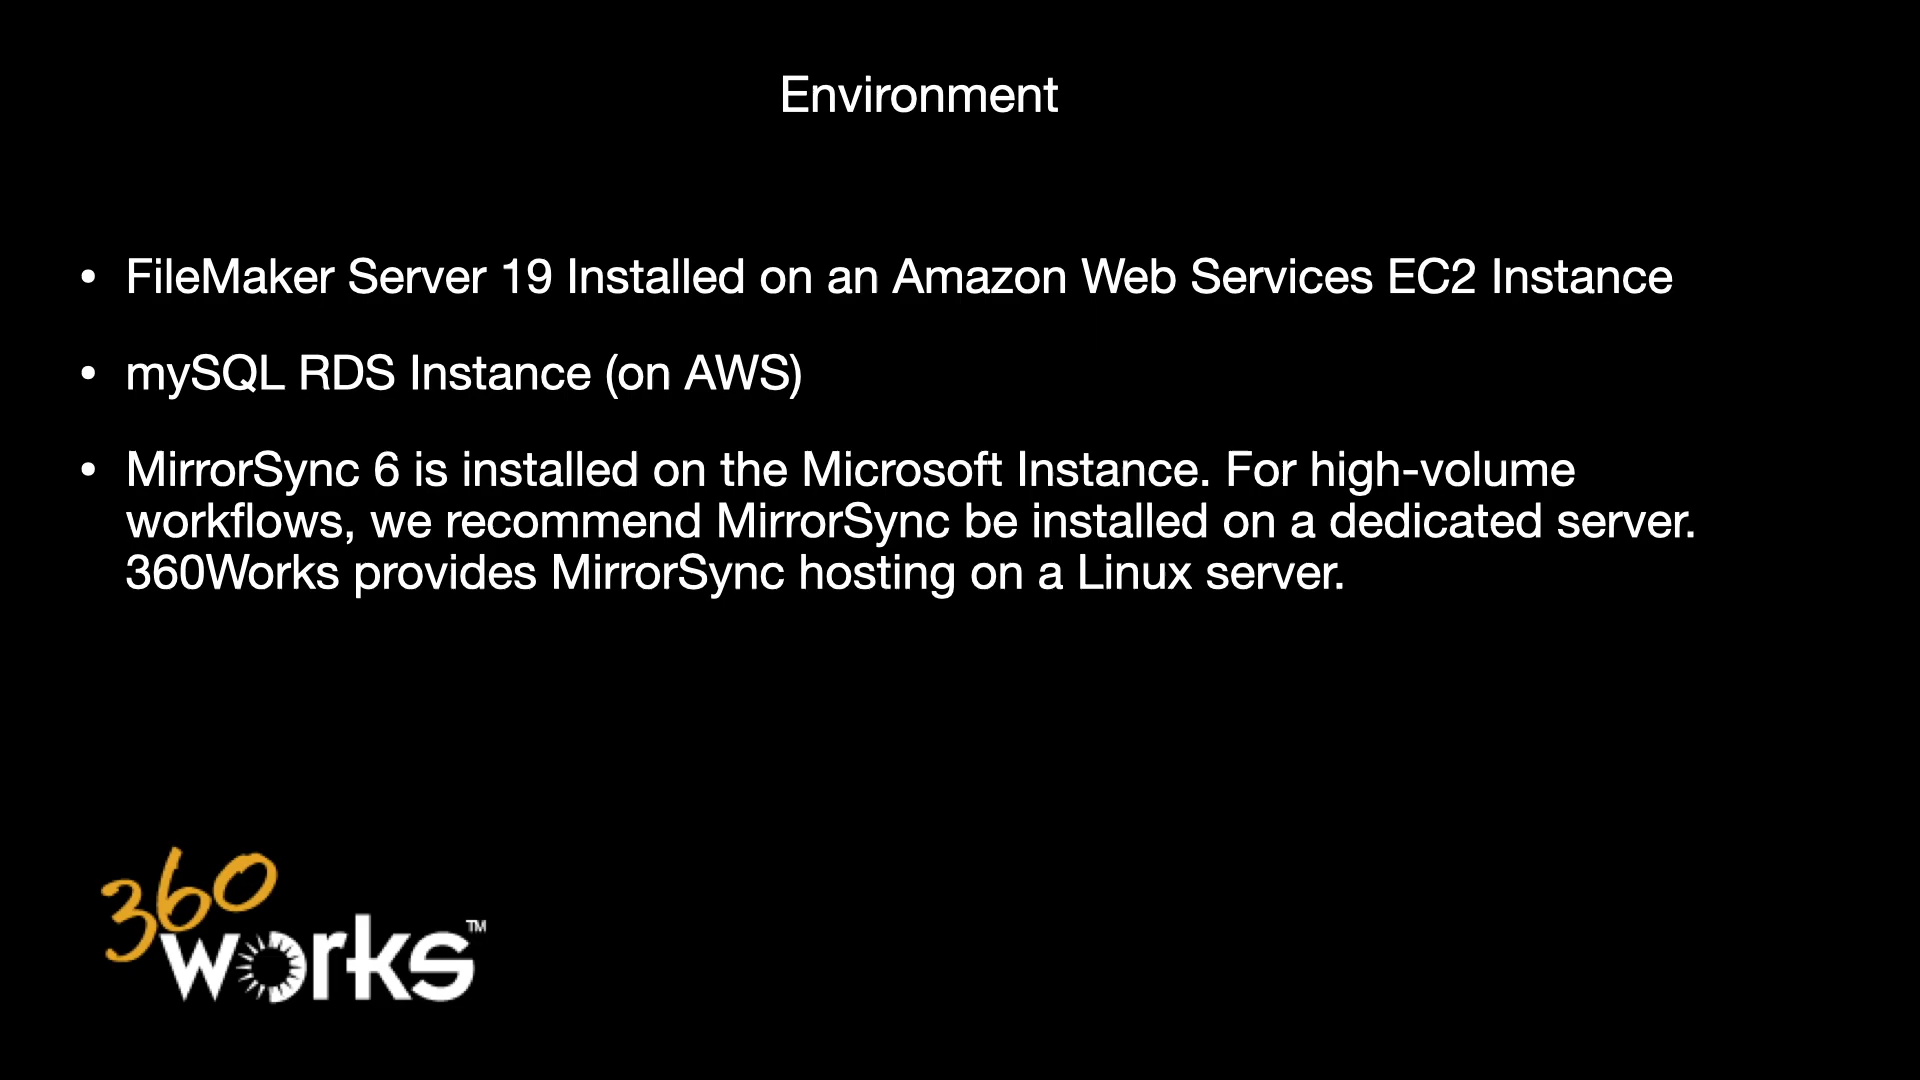 Environment
• FileMaker Server 19 Installed on an Amazon Web Services EC2 Instance
• mySQL RDS Instance (on AWS)
• MirrorSync 6 is installed on the Microsoft Instance. For high-volume
workflows, we recommend MirrorSync be installed on a dedicated server.
360Works provides MirrorSync hosting on a Linux server.
360
works™